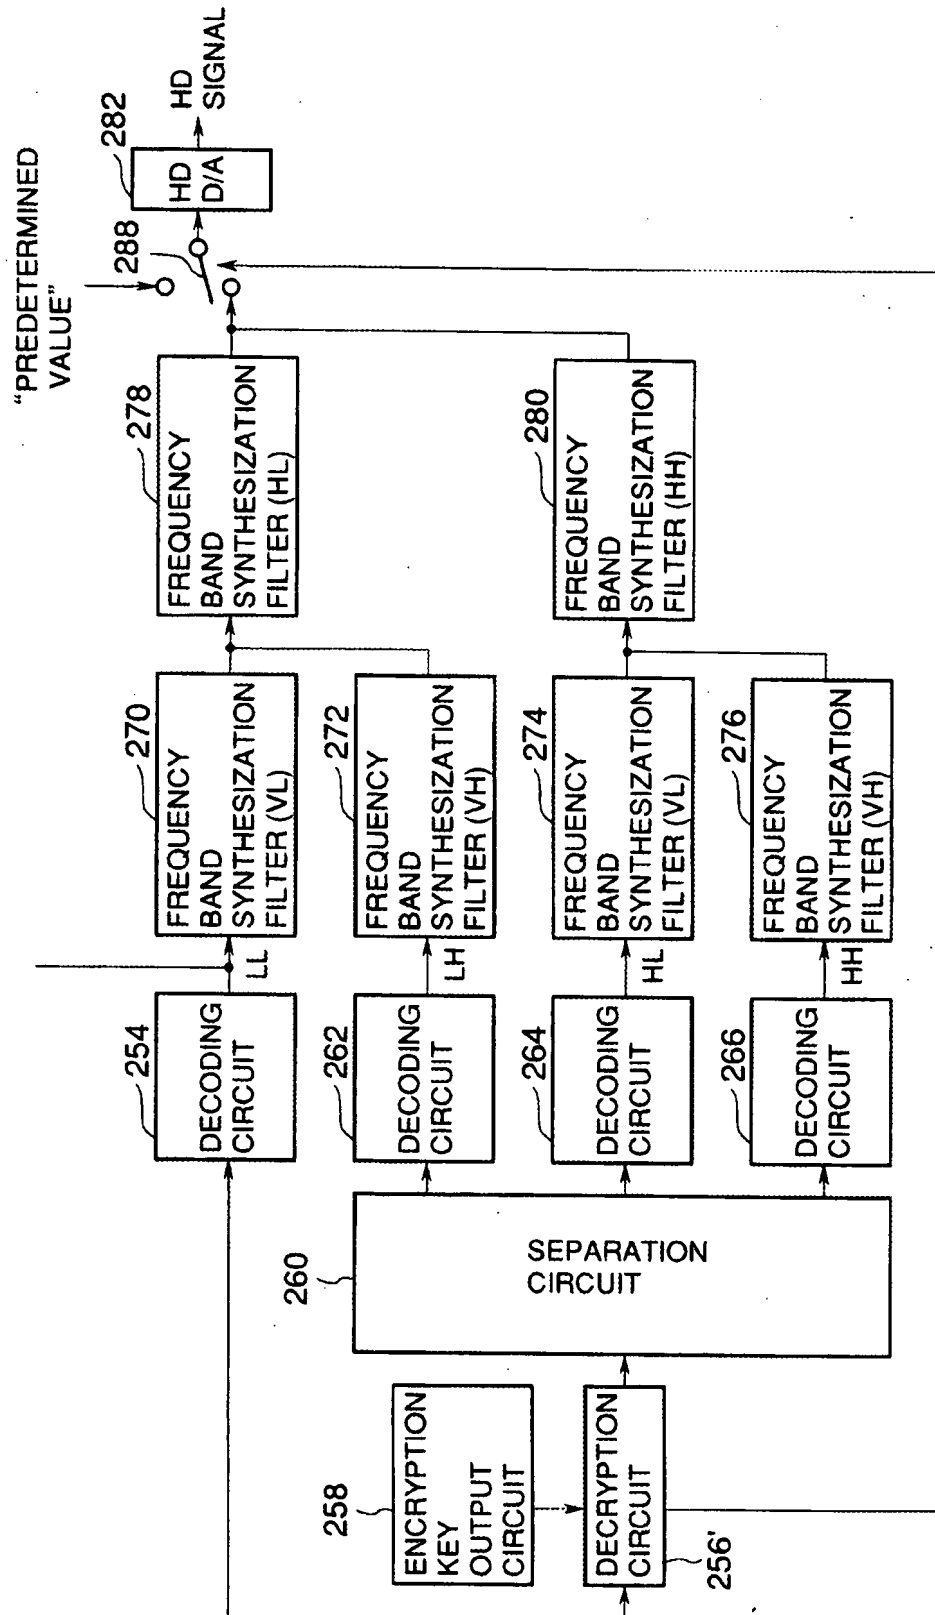 "PREDETERMINED
VALUE"
288
282
HD
D/A
HD
SIGNAL
278
FREQUENCY
BAND
SYNTHESIZATION
FILTER (HL)
280
FREQUENCY
BAND
SYNTHESIZATION
FILTER (HH)
270
FREQUENCY
BAND
SYNTHESIZATION
FILTER (VL)
272
FREQUENCY
BAND
SYNTHESIZATION
FILTER (VH)
274
FREQUENCY
BAND
SYNTHESIZATION
FILTER (VL)
276
FREQUENCY
BAND
SYNTHESIZATION
FILTER (VH)
LL
LH
HL
HH
254
DECODING
CIRCUIT
262
DECODING
CIRCUIT
264
DECODING
CIRCUIT
266
DECODING
CIRCUIT
260
SEPARATION
CIRCUIT
258
ENCRYPTION
KEY
OUTPUT
CIRCUIT
DECRYPTION
CIRCUIT
256'